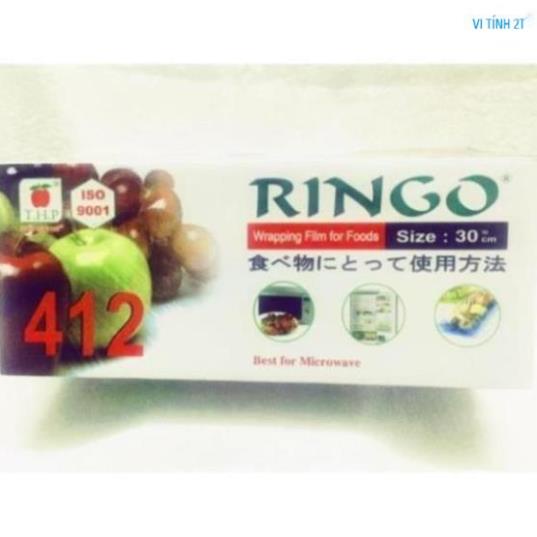 VI TÍNH 2T
T.H.P
ISO
9001
RINGO®
Wrapping Film for Foods
Size : 30 cm
食べ物にとって使用方法
412
Best for Microwave